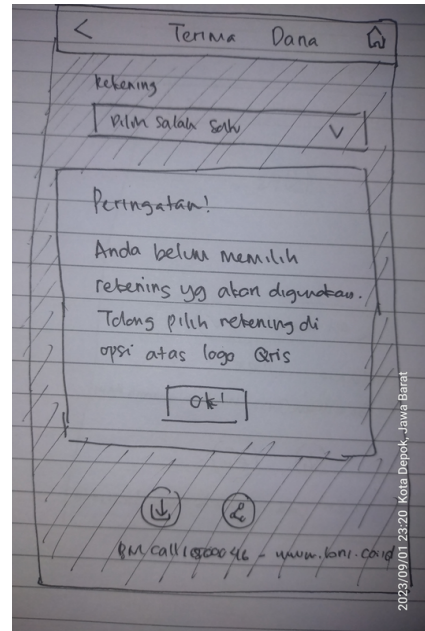 < Terima Dana
Rekening
Pilih Salah Satu
Peringatan!
Anda belum memilih
rekening yg akan digunakan.
Tolong pilih rekening di
opsi atas logo Qris
Ok!
2023/09/01 23:20 Kota Depok, Jawa Barat